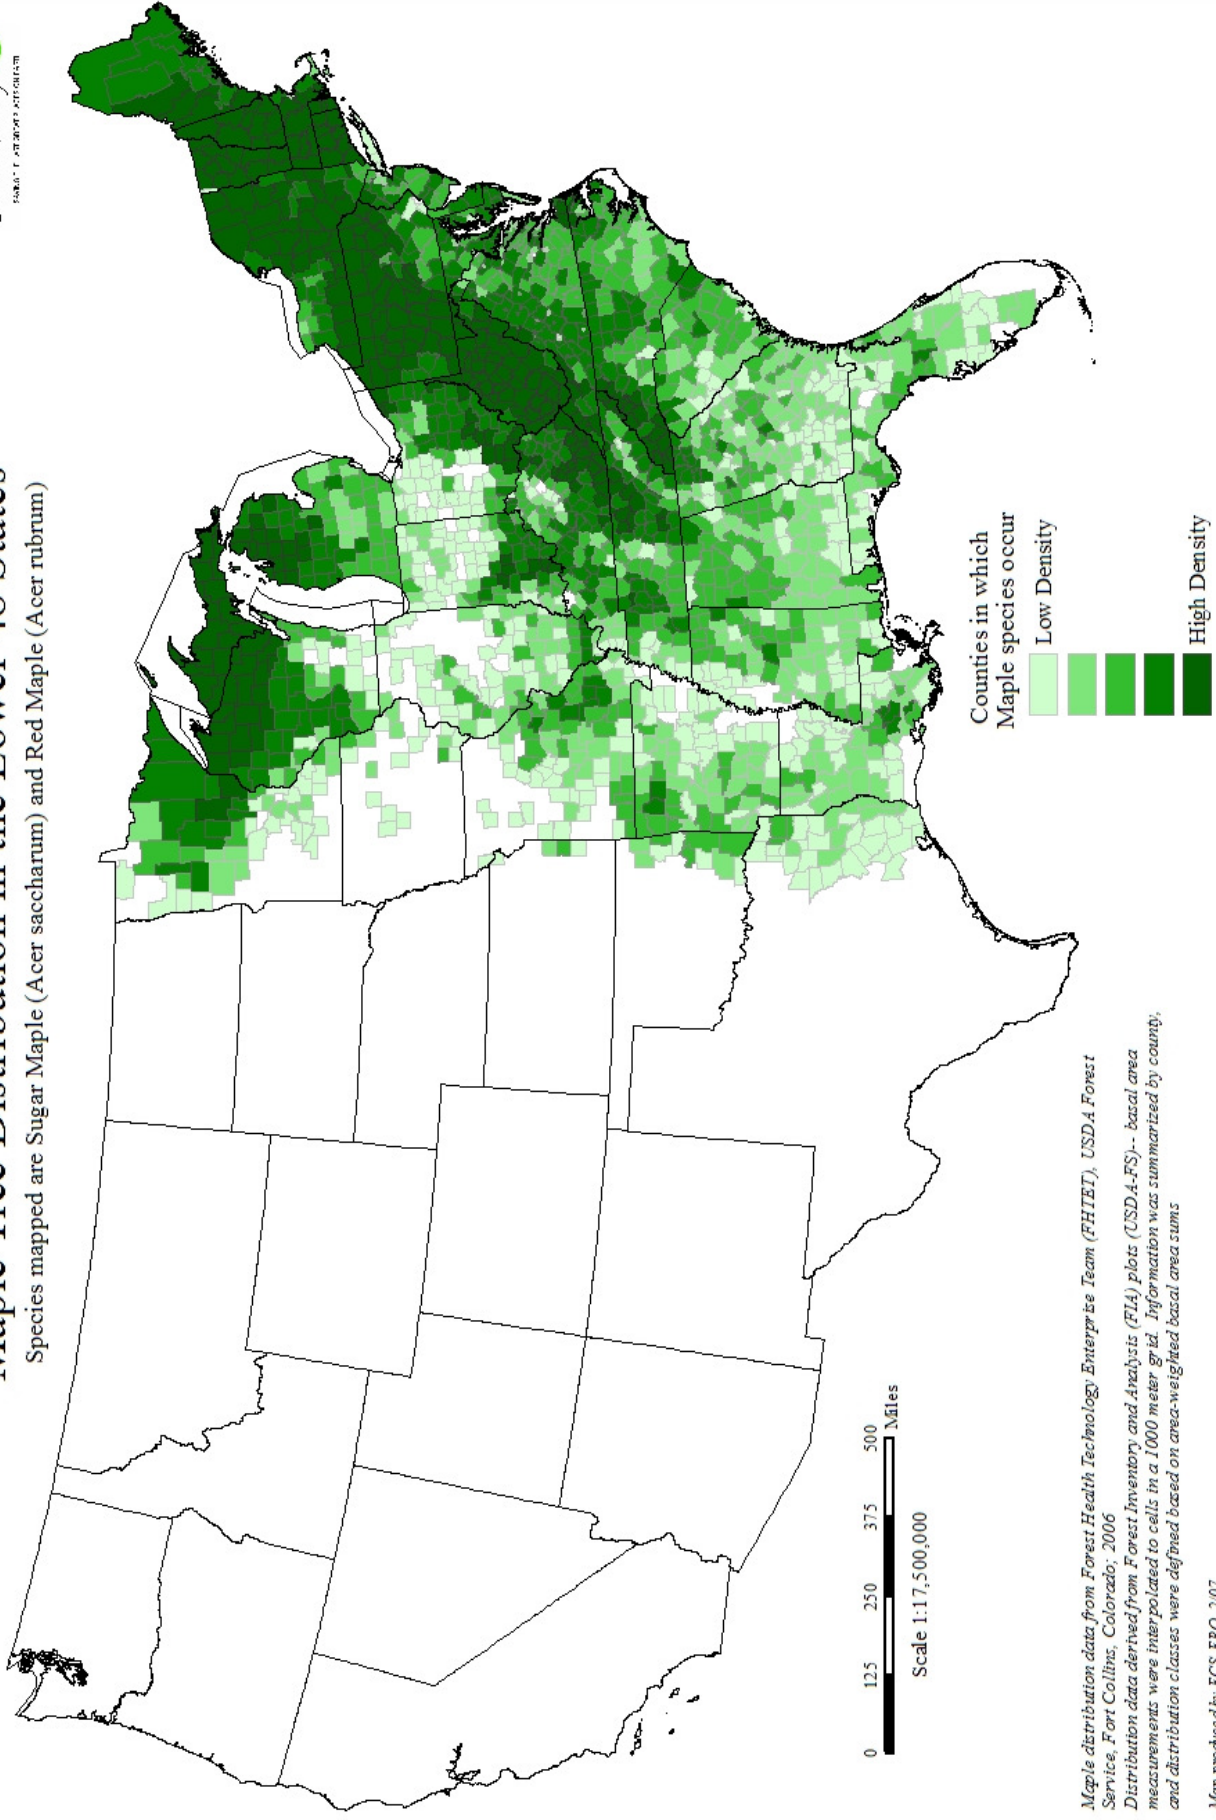 Maple Tree Distribution in the Lower 48 States
Species mapped are Sugar Maple (Acer saccharum) and Red Maple (Acer rubrum)
Counties in which
Maple species occur
Low Density
High Density
0 125 250 375 500
Miles
Scale 1:17,500,000
Maple distribution data from Forest Health Technology Enterprise Team (FHTET), USDA Forest
Service, Fort Collins, Colorado; 2006
Distribution data derived from Forest Inventory and Analysis (FIA) plots (USDA-FS)-- basal area
measurements were interpolated to cells in a 1000 meter grid. Information was summarized by county,
and distribution classes were defined based on area-weighted basal area sums
Map produced by